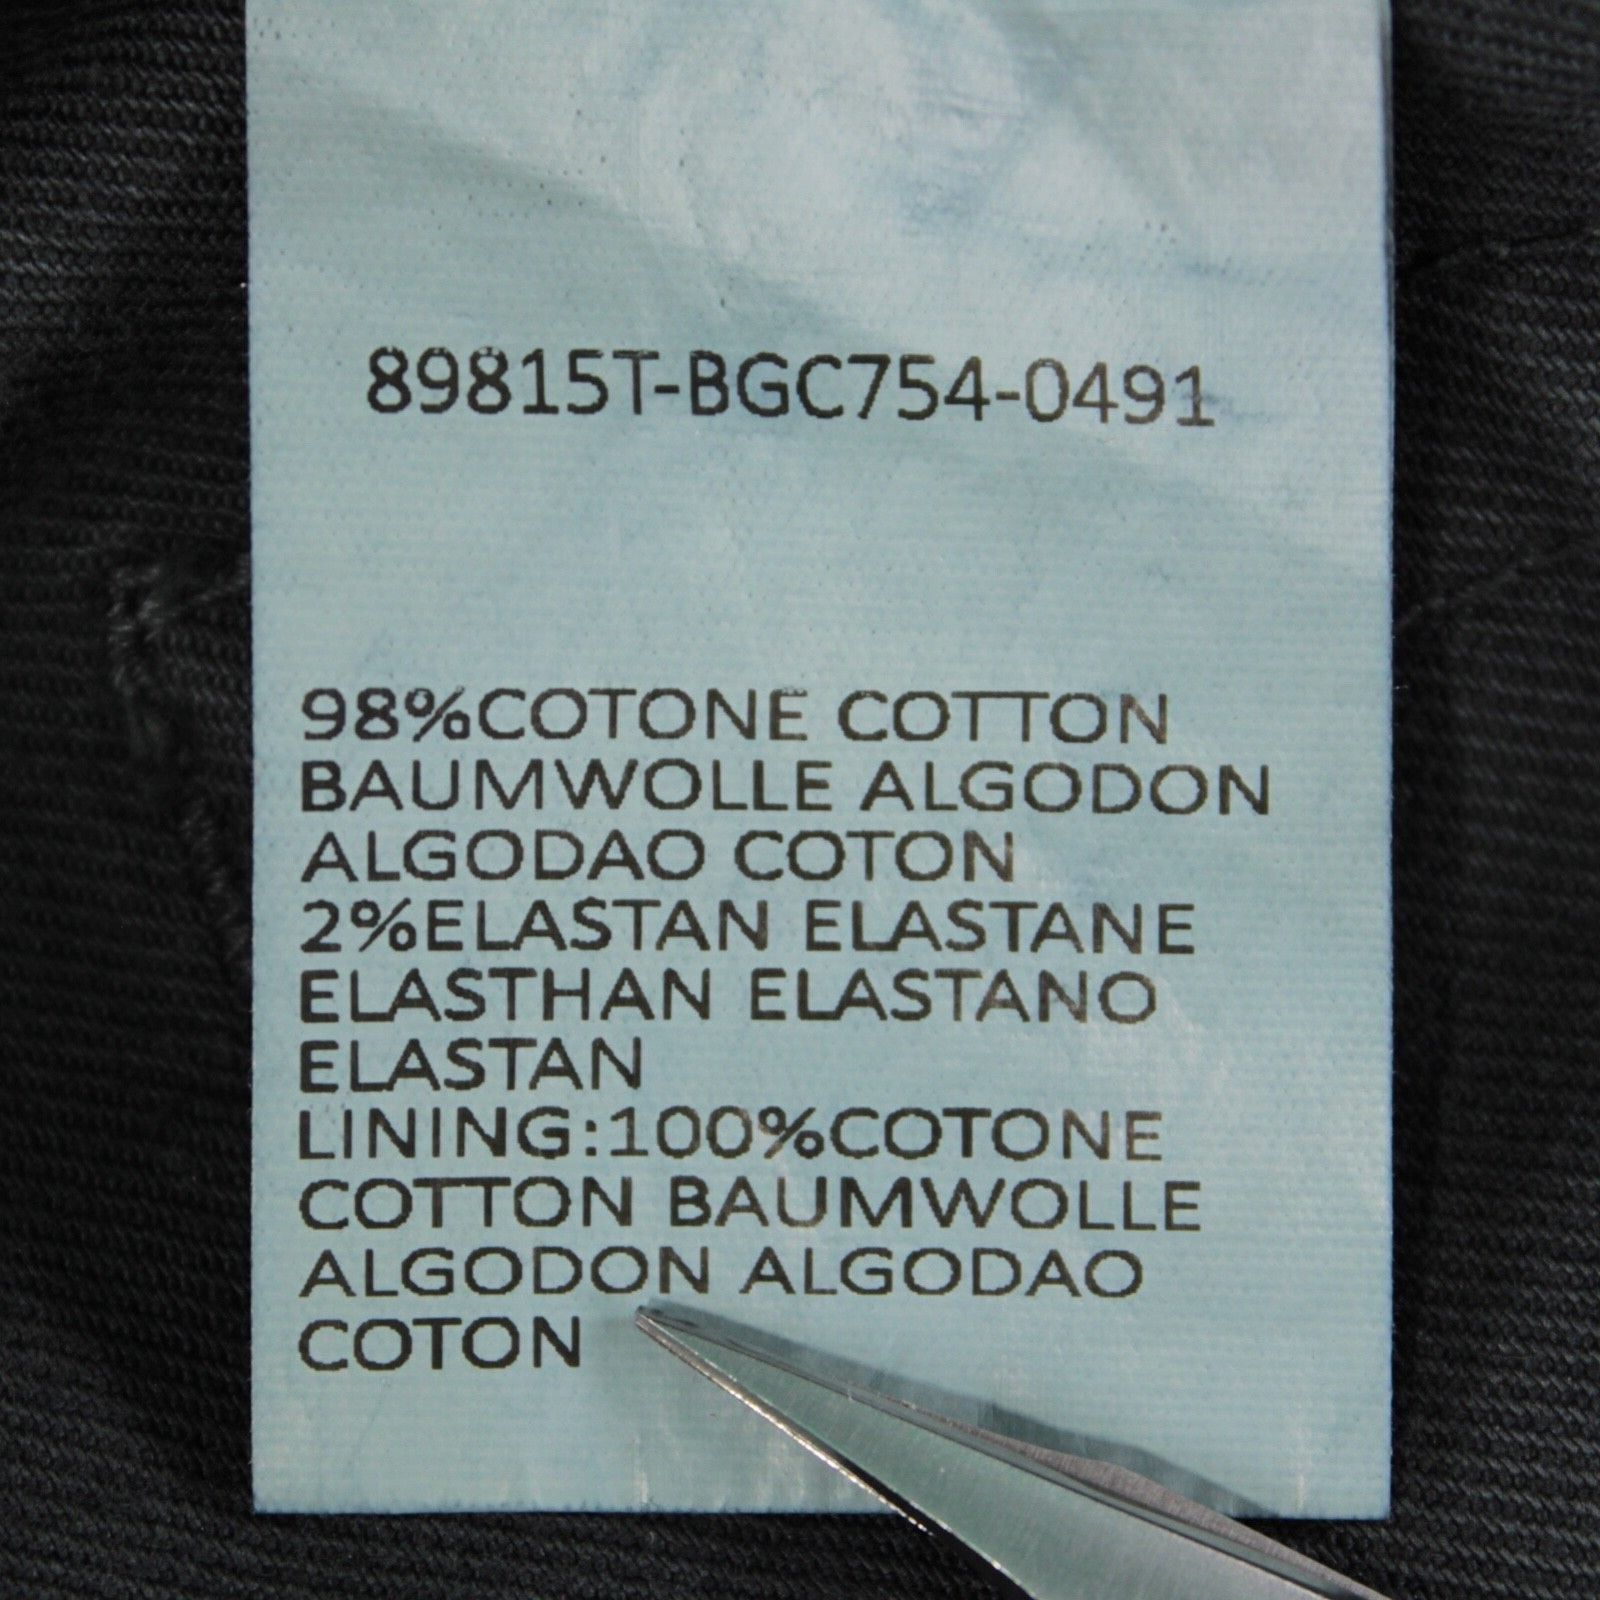 89815T-BGC754-0491
98%COTONE COTTON
BAUMWOLLE ALGODON
ALGODAO COTON
2%ELASTAN ELASTANE
ELASTHAN ELASTANO
ELASTAN
LINING:100%COTONE
COTTON BAUMWOLLE
ALGODON ALGODAO
COTON